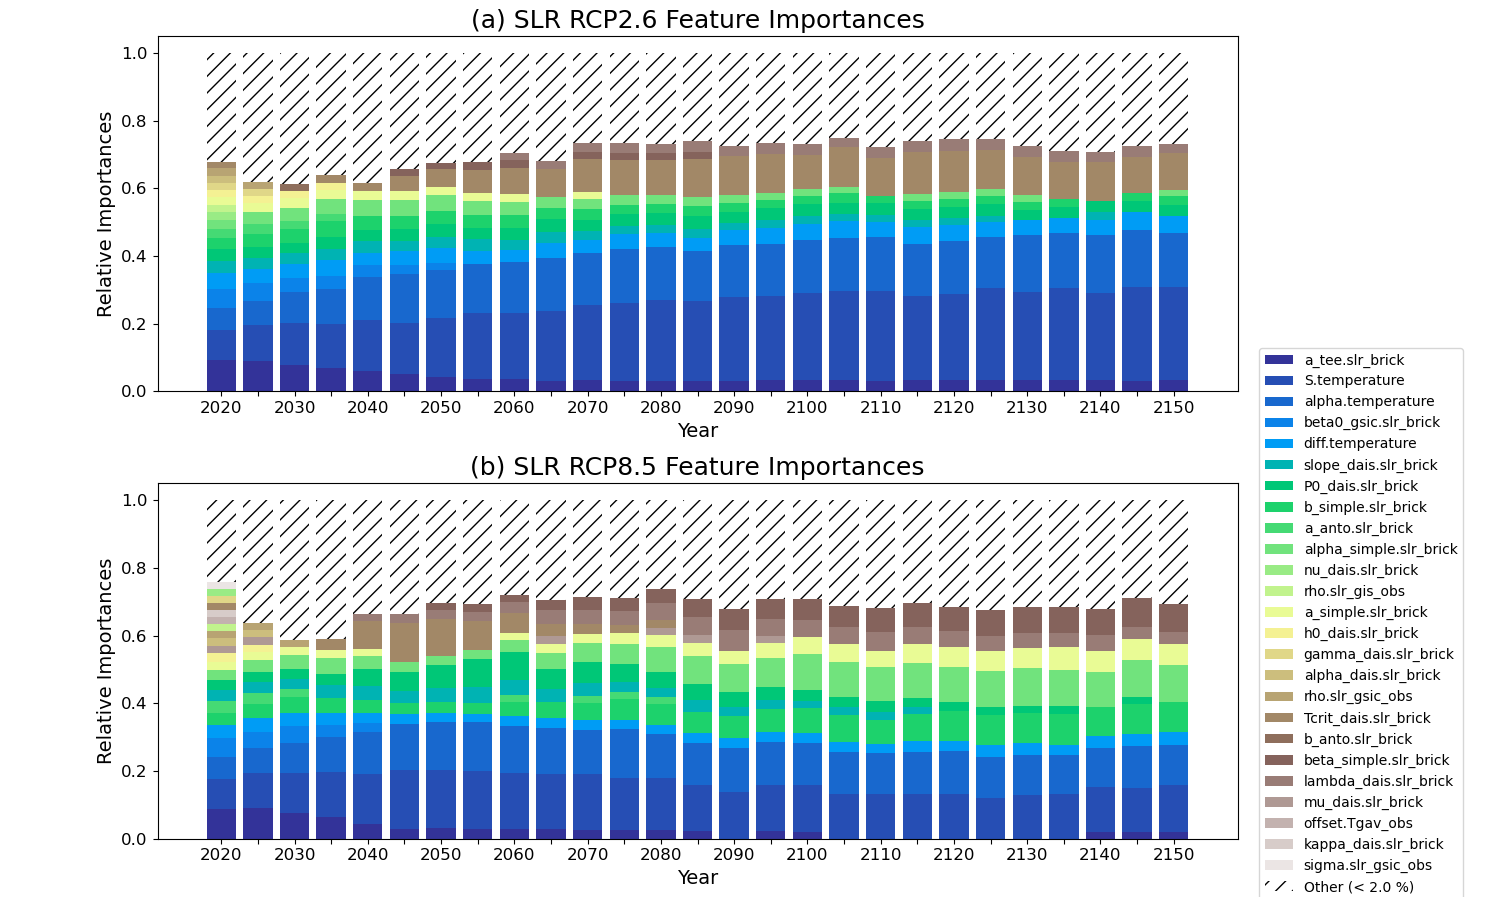 (a) SLR RCP2.6 Feature Importances
Relative Importances
1.0
0.8
0.6
0.4
0.2
0.0
2020 2030 2040 2050 2060 2070 2080 2090 2100 2110 2120 2130 2140 2150
Year
(b) SLR RCP8.5 Feature Importances
Relative Importances
1.0
0.8
0.6
0.4
0.2
0.0
2020 2030 2040 2050 2060 2070 2080 2090 2100 2110 2120 2130 2140 2150
Year
a_tee.slr_brick
S.temperature
alpha.temperature
beta0_gsic.slr_brick
diff.temperature
slope_dais.slr_brick
P0_dais.slr_brick
b_simple.slr_brick
a_anto.slr_brick
alpha_simple.slr_brick
nu_dais.slr_brick
rho.slr_gis_obs
a_simple.slr_brick
h0_dais.slr_brick
gamma_dais.slr_brick
alpha_dais.slr_brick
rho.slr_gsic_obs
Tcrit_dais.slr_brick
b_anto.slr_brick
beta_simple.slr_brick
lambda_dais.slr_brick
mu_dais.slr_brick
offset.Tgav_obs
kappa_dais.slr_brick
sigma.slr_gsic_obs
Other (< 2.0 %)